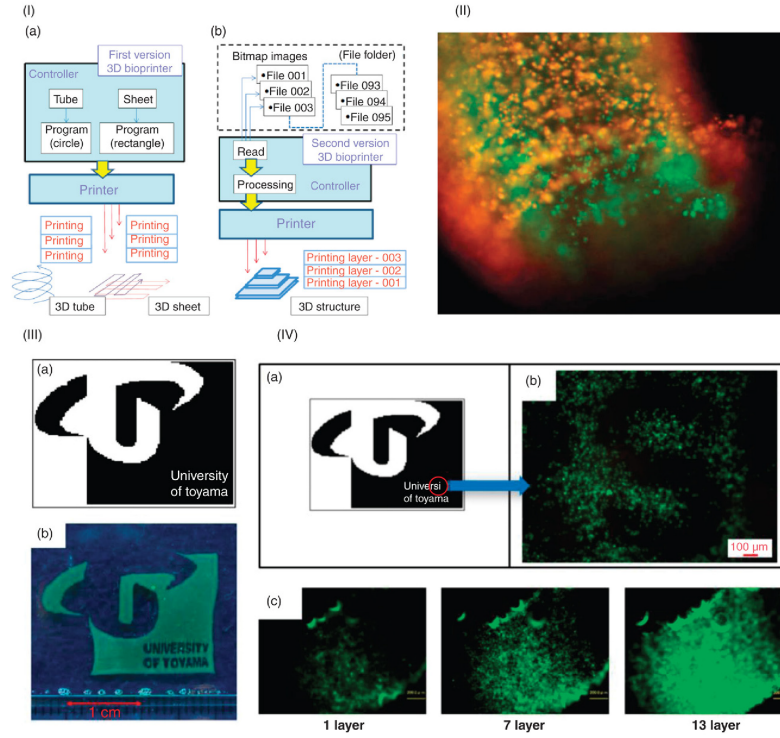 (I)
(a)
First version
3D bioprinter
Controller
Tube
Sheet
Program
(circle)
Program
(rectangle)
Printer
Printing
Printing
Printing
Printing
Printing
Printing
3D tube
3D sheet
(b)
Bitmap images
(File folder)
•File 001
•File 002
•File 003
•File 093
•File 094
•File 095
Read
Second version
3D bioprinter
Processing
Controller
Printer
Printing layer - 003
Printing layer - 002
Printing layer - 001
3D structure
(II)
(III)
(a)
University
of toyama
(b)
UNIVERSITY
OF TOYAMA
1 cm
(IV)
(a)
Universi
of toyama
(b)
100 µm
(c)
1 layer
7 layer
13 layer